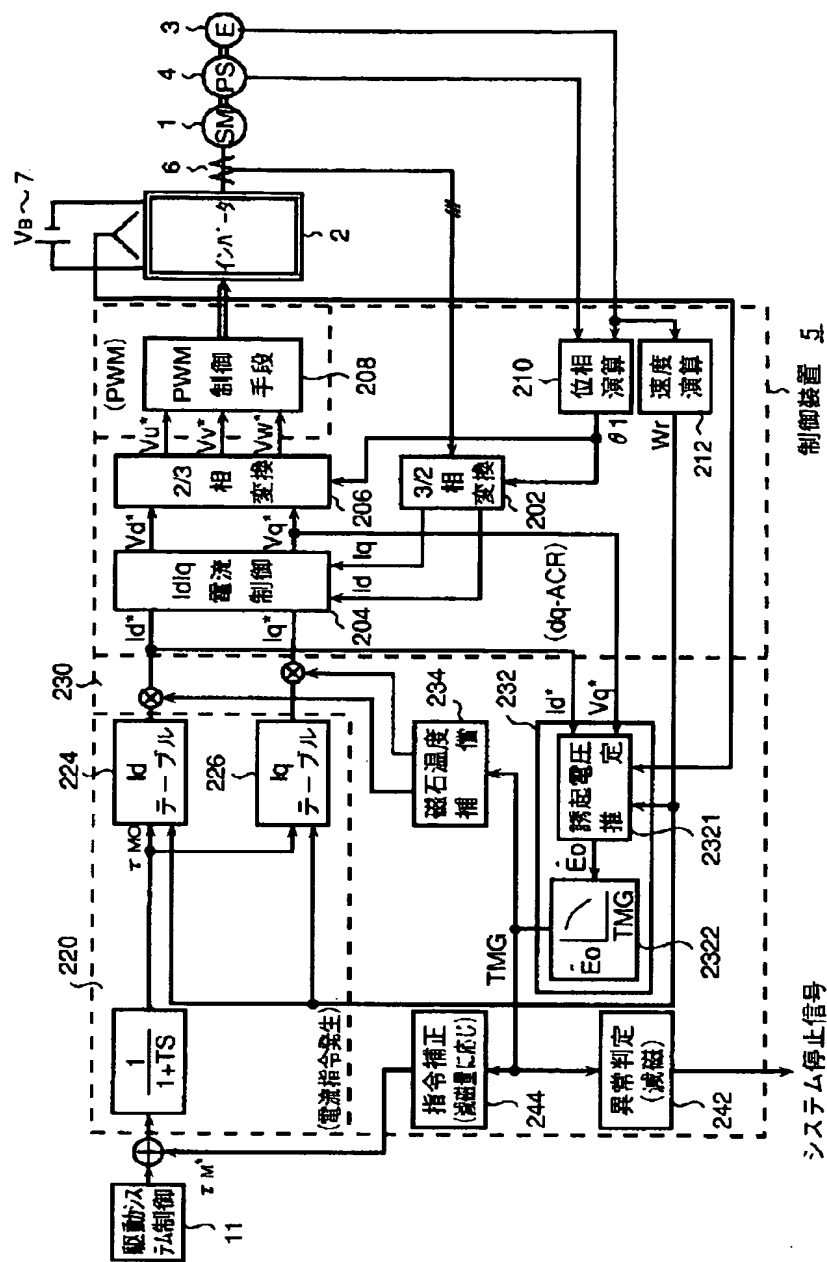 駆動システム制御
11
τM*
1
1+TS
220
(電流指令発生)
τMO
224
Id
テーブル
226
Iq
テーブル
230
Id*
Iq*
IdIq
電流
制御
204
Vd*
Vq*
2/3
相
変換
206
Vu*
Vv*
Vw*
(PWM)
PWM
制御
手段
208
VB~7
インバータ
2
6
1
SM
4
PS
3
E
Id
Iq
3/2
相
変換
202
(dq-ACR)
位相
演算
210
θ1
速度
演算
212
Wr
制御装置 5
磁石温度
補償
234
232
Id*
Vq*
誘起電圧
推定
2321
Ėo
Ėo
TMG
2322
TMG
指令補正
(減磁量に応じ)
244
異常判定
(減磁)
242
システム停止信号